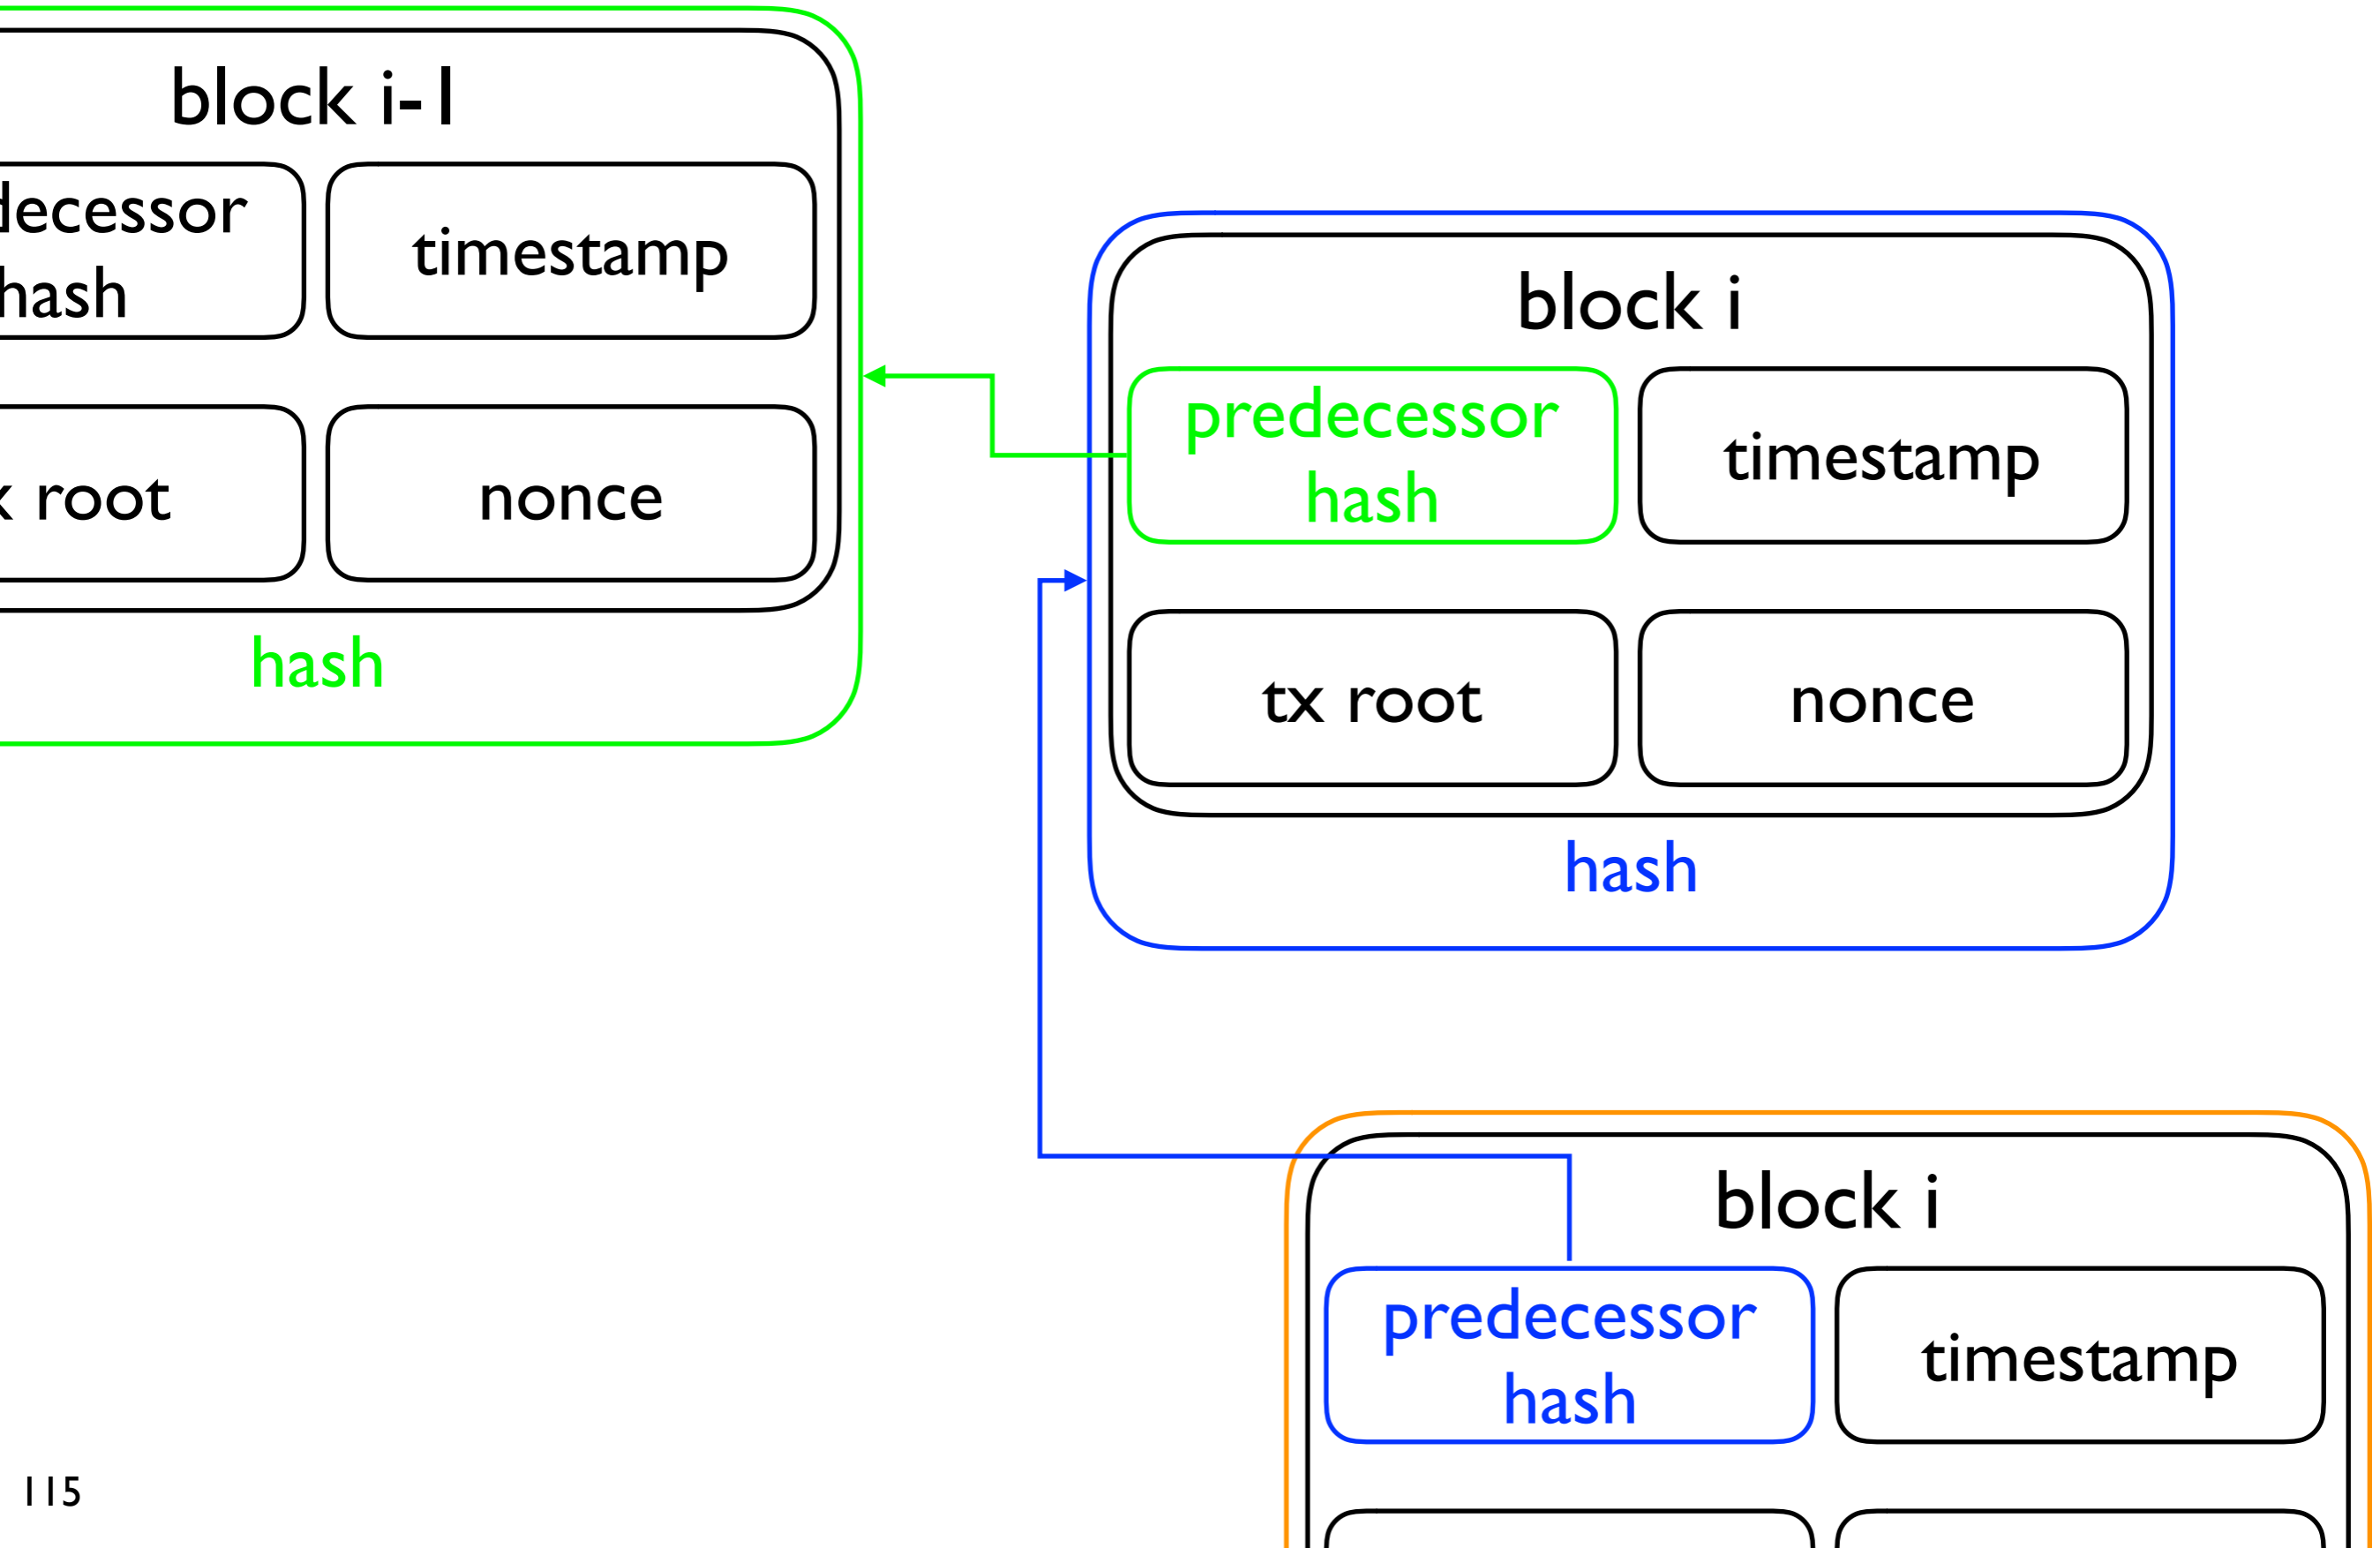 block i-1
decessor
hash
timestamp
x root
nonce
hash
block i
predecessor
hash
timestamp
tx root
nonce
hash
block i
predecessor
hash
timestamp
115